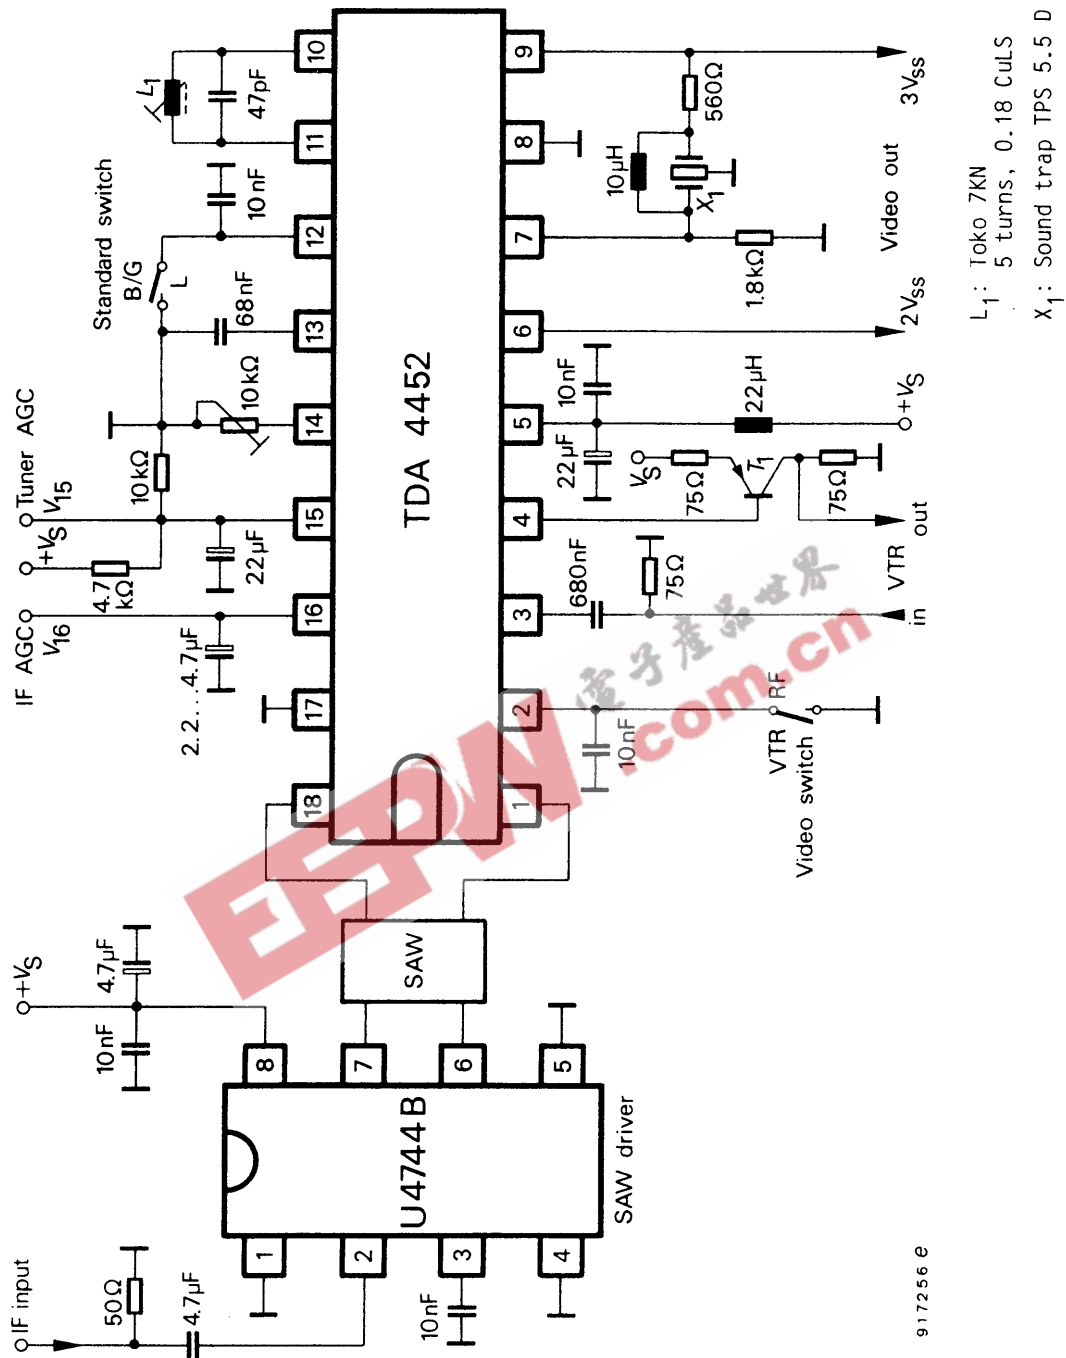 IF input
50Ω
4.7µF
10nF
10nF
4.7µF
+VS
U4744B
1
2
3
4
5
6
7
8
SAW driver
SAW
IF AGC
V16
4.7
kΩ
+VS
V15
Tuner AGC
2.2...4.7µF
22µF
10kΩ
10kΩ
68nF
Standard switch
B/G
L
10nF
L1
47pF
TDA 4452
18
17
16
15
14
13
12
11
10
1
2
3
4
5
6
7
8
9
10nF
VTR
RF
Video switch
680nF
75Ω
in
VTR
out
22µF
10nF
VS
75Ω
T1
75Ω
22µH
+VS
2VSS
Video out
3VSS
1.8kΩ
10µH
X1
560Ω
L1: Toko 7KN
5 turns, 0.18 CuLS
X1: Sound trap TPS 5.5 D
917256 e
EEPW
.com.cn
電子產品世界